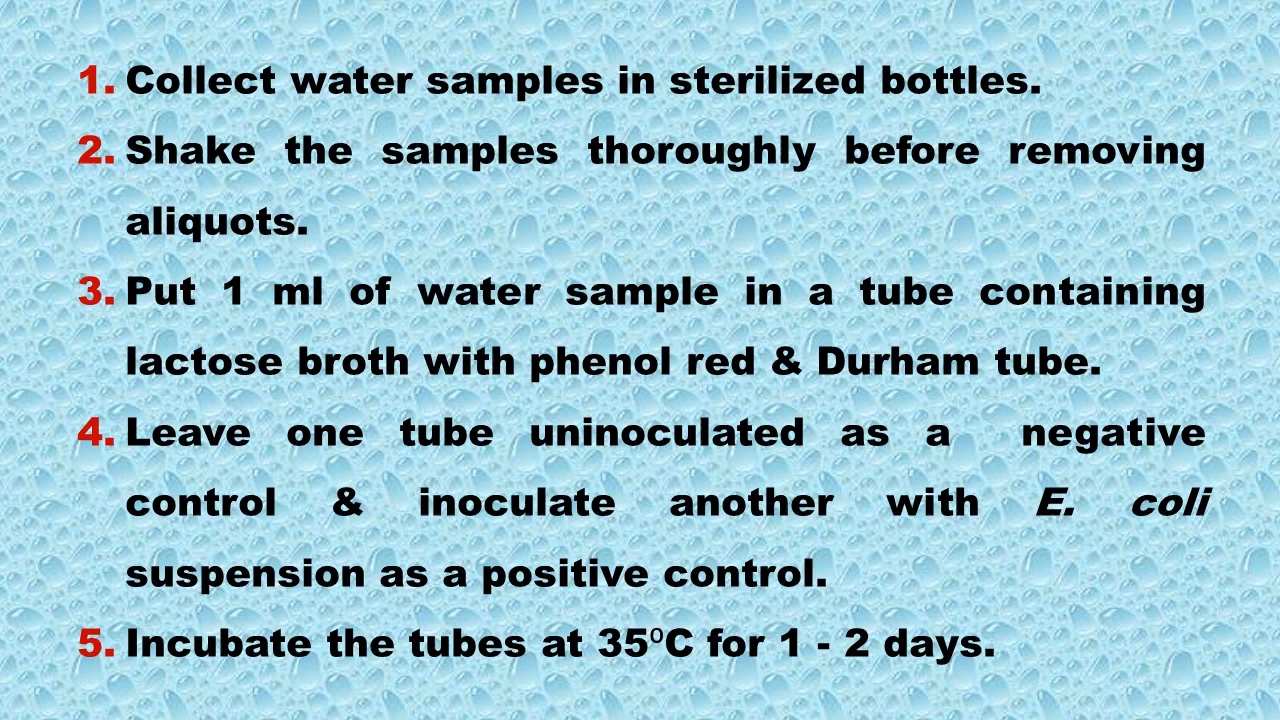 1. Collect water samples in sterilized bottles.
2. Shake the samples thoroughly before removing
aliquots.
3. Put 1 ml of water sample in a tube containing
lactose broth with phenol red & Durham tube.
4. Leave one tube uninoculated as a negative
control & inoculate another with E. coli
suspension as a positive control.
5. Incubate the tubes at 35⁰C for 1 - 2 days.